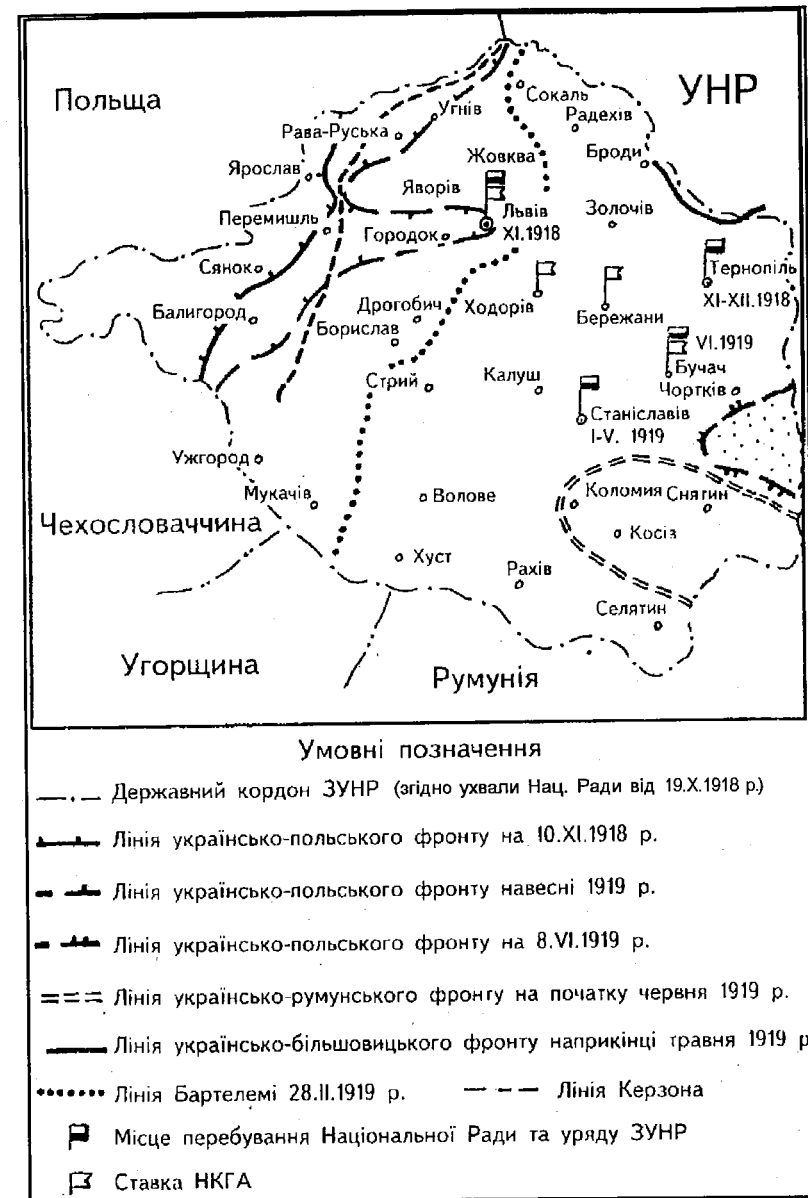 Польща
УНР
Сокаль
Угнів
Радехів
Рава-Руська
Броди
Жовква
Ярослав
Яворів
Львів
XI.1918
Золочів
Перемишль
Городок
Сянок
Тернопіль
XI-XII.1918
Ходорів
Бережани
Балигород
Дрогобич
Борислав
VI.1919
Бучач
Чортків
Стрий
Калуш
Станіславів
I-V. 1919
Ужгород
Мукачів
Волове
Коломия
Снятин
Чехословаччина
Косів
Хуст
Рахів
Селятин
Угорщина
Румунія
Умовні позначення
Державний кордон ЗУНР (згідно ухвали Нац. Ради від 19.X.1918 р.)
Лінія українсько-польського фронту на 10.XI.1918 р.
Лінія українсько-польського фронту навесні 1919 р.
Лінія українсько-польського фронту на 8.VI.1919 р.
Лінія українсько-румунського фронту на початку червня 1919 р.
Лінія українсько-більшовицького фронту наприкінці травня 1919 р
Лінія Бартелемі 28.II.1919 р.
Лінія Керзона
Місце перебування Національної Ради та уряду ЗУНР
Ставка НКГА